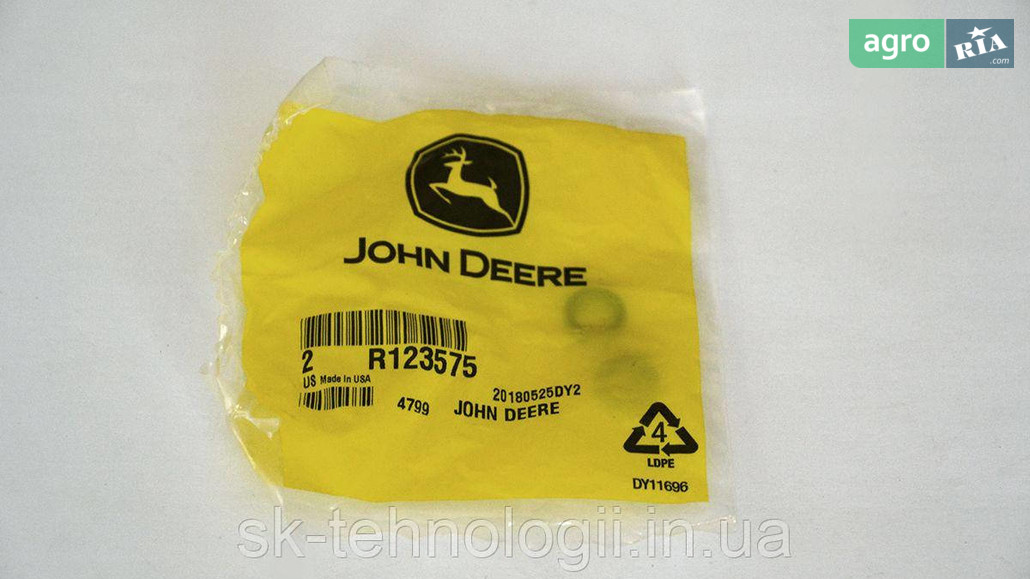 agro
RIA
.com
JOHN DEERE
2 R123575
US Made in USA
20180525DY2
4799 JOHN DEERE
4
LDPE
DY11696
sk-tehnologii.in.ua